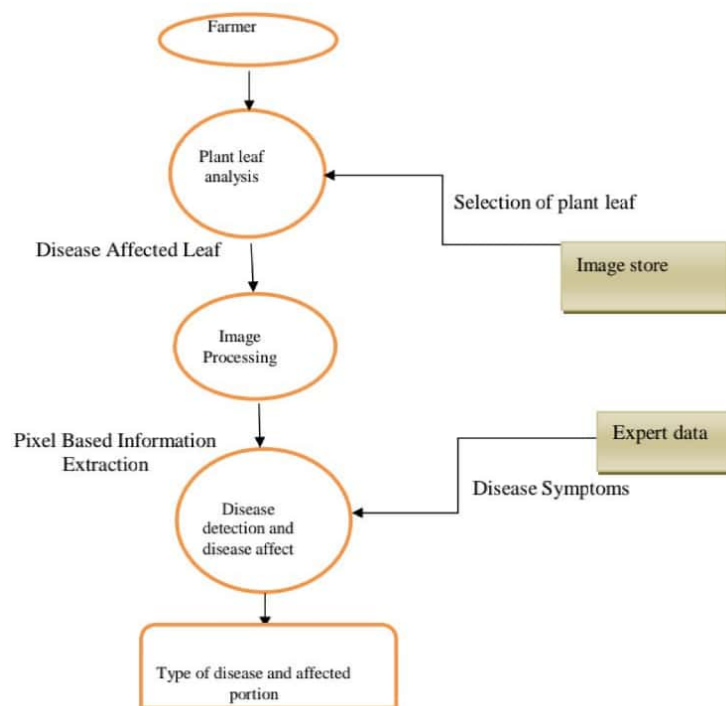 Farmer
Plant leaf
analysis
Selection of plant leaf
Disease Affected Leaf
Image store
Image
Processing
Pixel Based Information
Extraction
Expert data
Disease Symptoms
Disease
detection and
disease affect
Type of disease and affected
portion